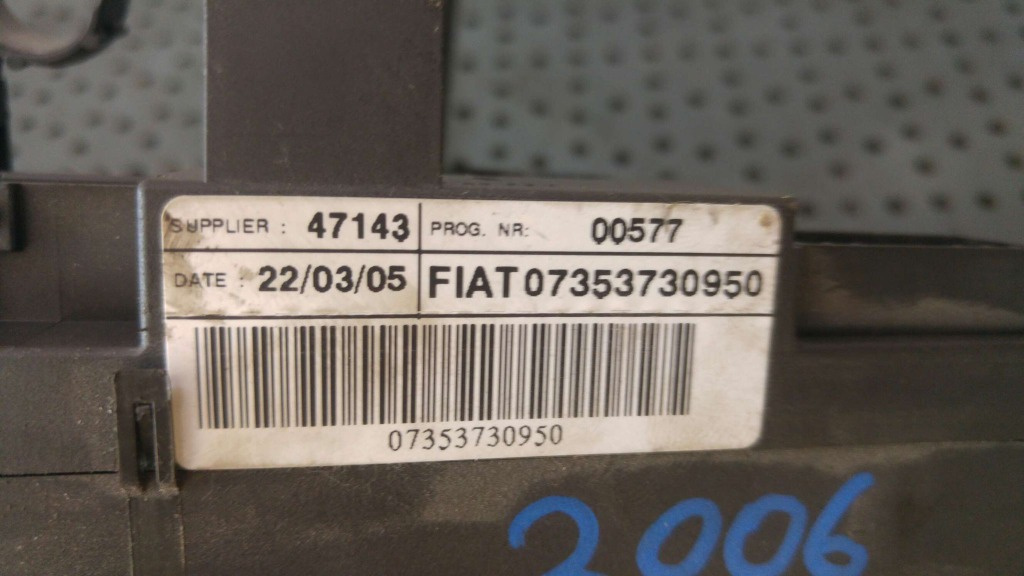 SUPPLIER : 47143 PROG. NR: 00577
DATE : 22/03/05 FIAT 07353730950
07353730950
2006